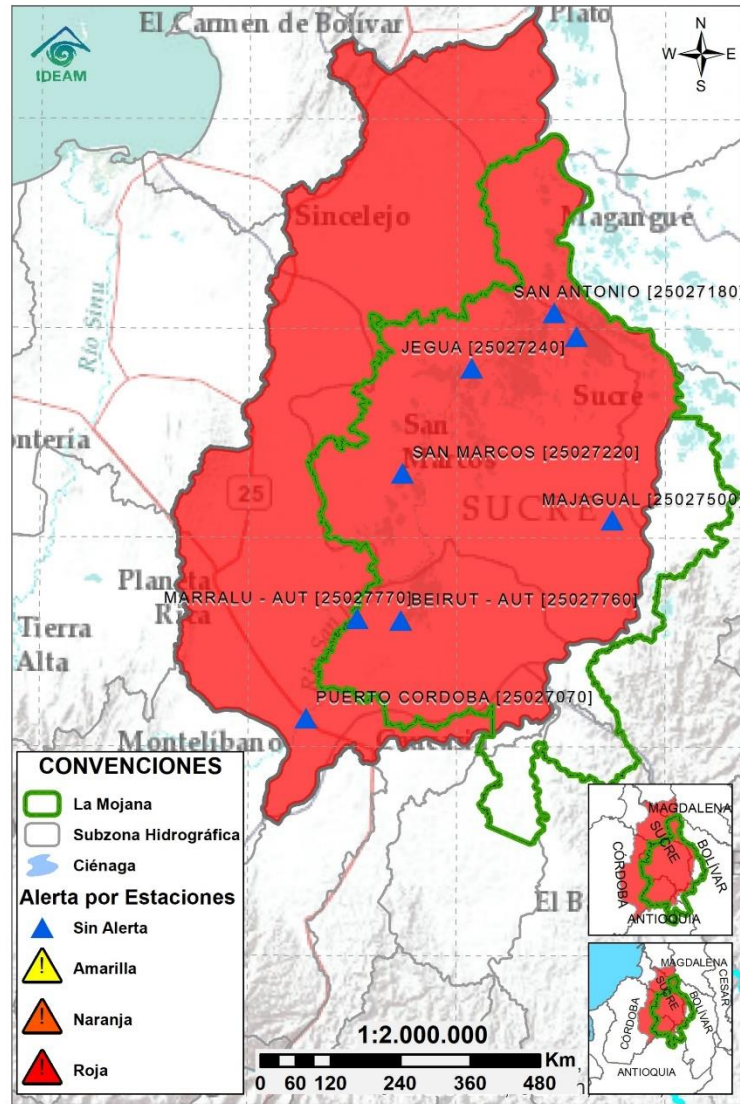 El Carmen de Bolívar
Plato
N
W E
S
IDEAM
Sincelejo
Magangué
SAN ANTONIO [25027180]
JEGUA [25027240]
Río Sinú
Sucre
ontería
San
Marcos
SAN MARCOS [25027220]
25
SUCRE
MAJAGUAL [25027500]
Planeta
Rica
MARRALU - AUT [25027770]
BEIRUT - AUT [25027760]
Tierra
Alta
Río San
PUERTO CORDOBA [25027070]
Montelíbano
CONVENCIONES
La Mojana
Subzona Hidrográfica
Ciénaga
Alerta por Estaciones
Sin Alerta
Amarilla
Naranja
Roja
El B
1:2.000.000
Km
0 60 120 240 360 480
MAGDALENA
SUCRE
BOLÍVAR
CÓRDOBA
ANTIOQUIA
MAGDALENA
CESAR
SUCRE
BOLÍVAR
CÓRDOBA
ANTIOQUIA